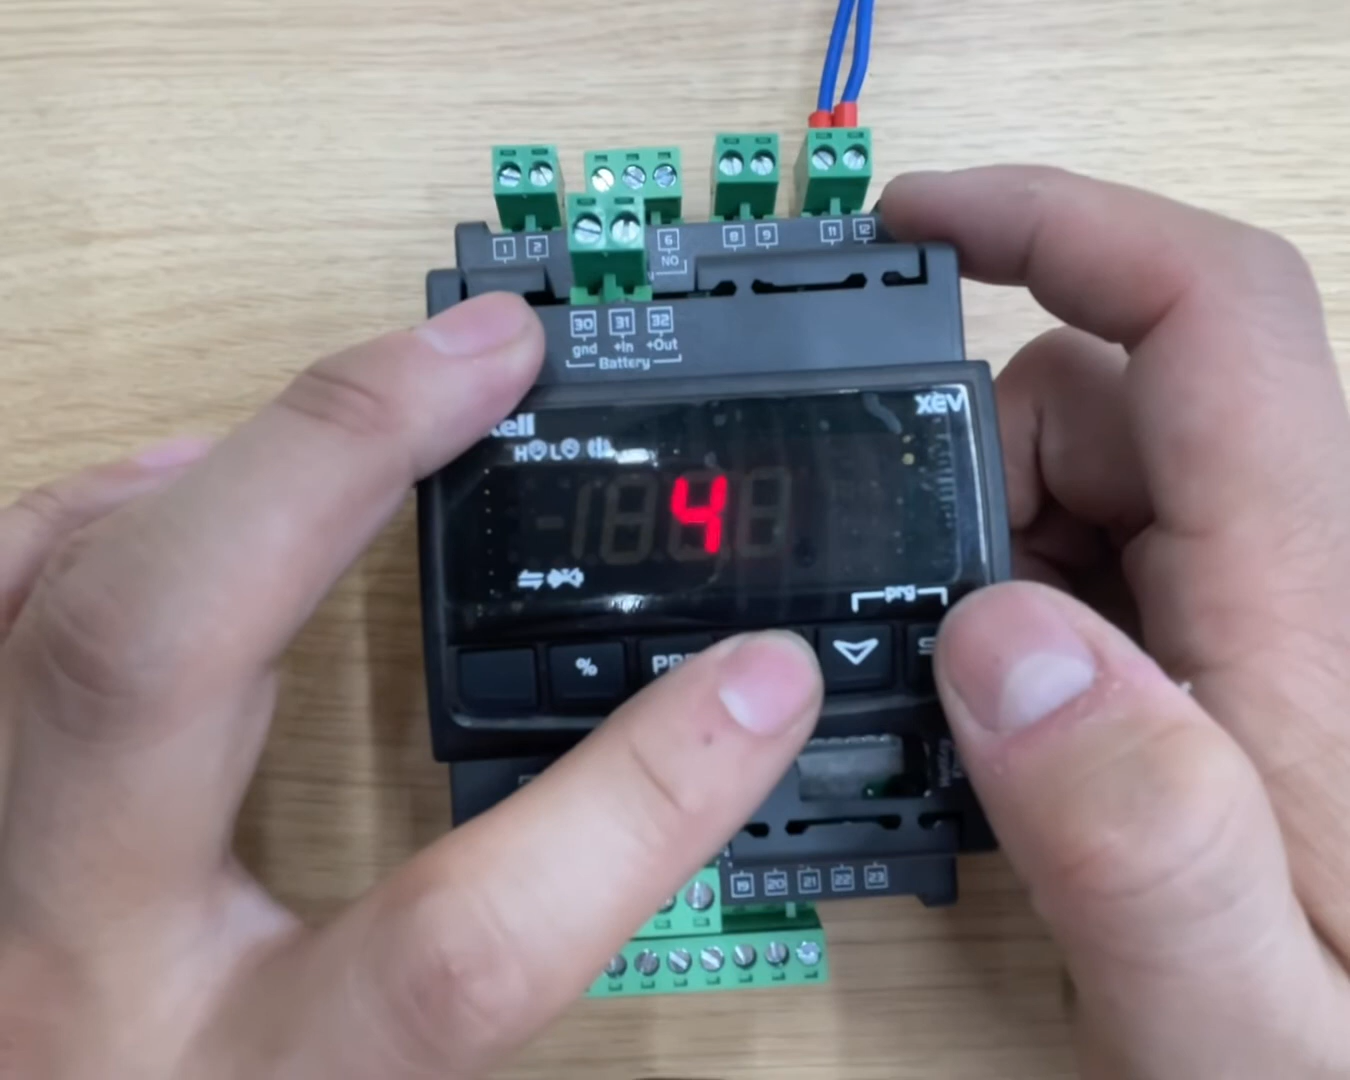 1 2 6 8 9 11 12
NO
30 31 32
gnd +In +Out
Battery
XEV
H L
4
prg
%
19 20 21 22 23